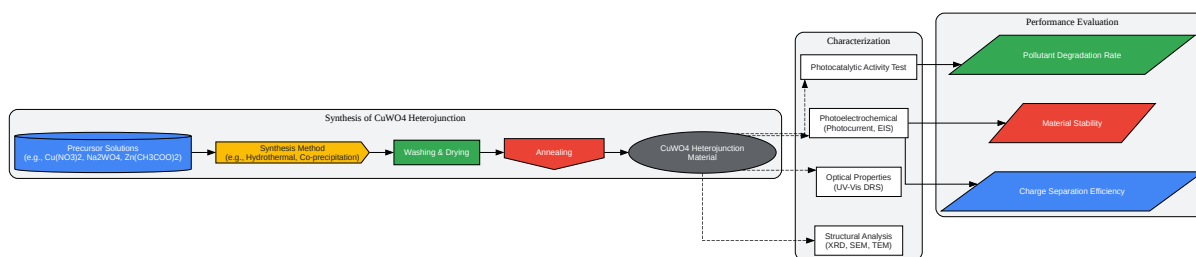 Synthesis of CuWO4 Heterojunction
Precursor Solutions
(e.g., Cu(NO3)2, Na2WO4, Zn(CH3COO)2)
Synthesis Method
(e.g., Hydrothermal, Co-precipitation)
Washing & Drying
Annealing
CuWO4 Heterojunction
Material
Characterization
Photocatalytic Activity Test
Photoelectrochemical
(Photocurrent, EIS)
Optical Properties
(UV-Vis DRS)
Structural Analysis
(XRD, SEM, TEM)
Performance Evaluation
Pollutant Degradation Rate
Material Stability
Charge Separation Efficiency